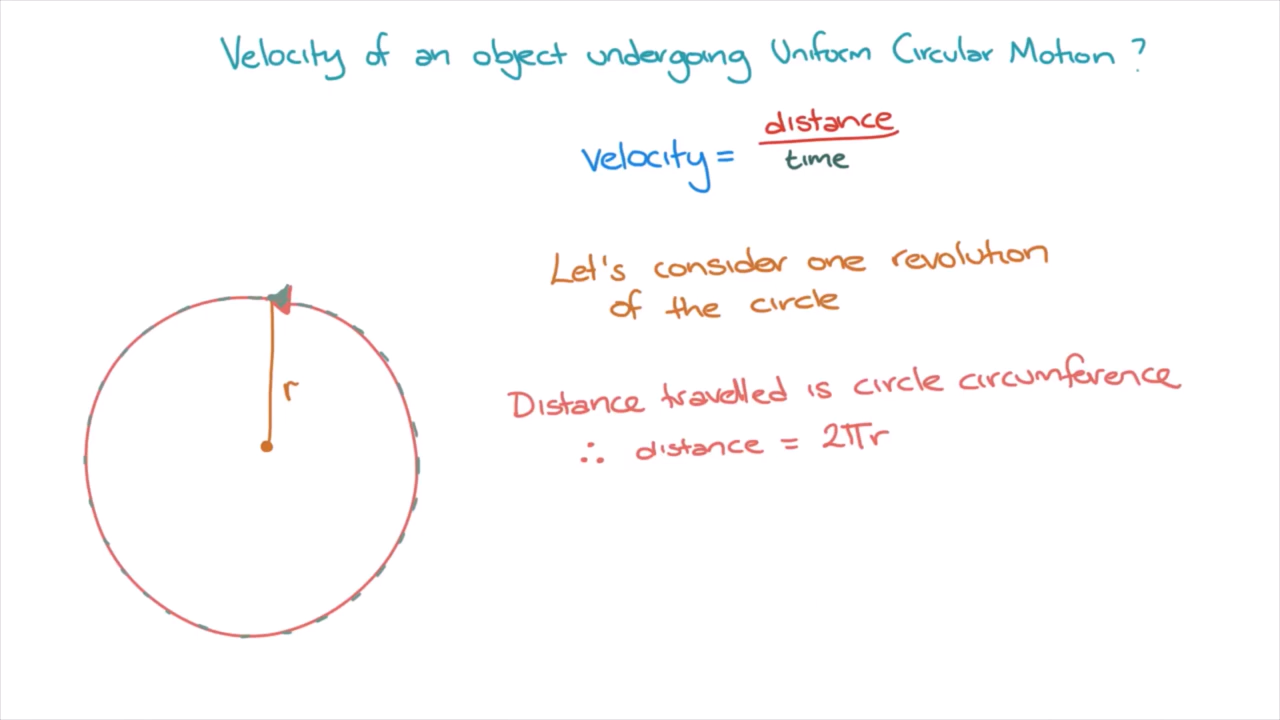 Velocity of an object undergoing Uniform Circular Motion ?
velocity = distance
time
Let's consider one revolution
of the circle
r
Distance travelled is circle circumference
∴ distance = 2πr